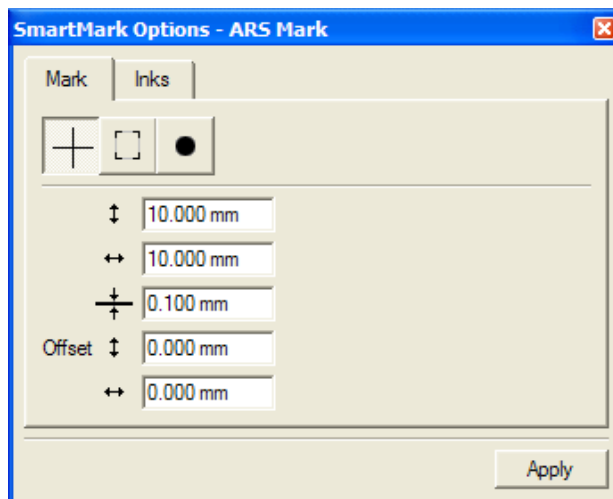 SmartMark Options - ARS Mark
Mark Inks
10.000 mm
10.000 mm
0.100 mm
Offset 0.000 mm
0.000 mm
Apply